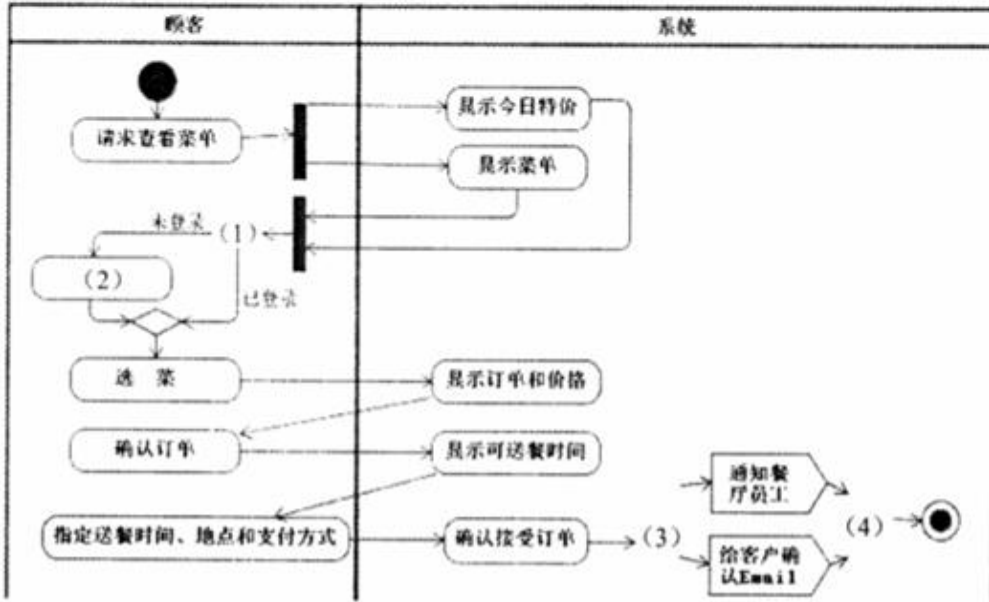 顾客
系统
请求查看菜单
显示今日特价
显示菜单
未登录
(1)
(2)
已登录
选 菜
显示订单和价格
确认订单
显示可送餐时间
通知餐
厅员工
指定送餐时间、地点和支付方式
确认接受订单
(3)
(4)
给客户确
认Email